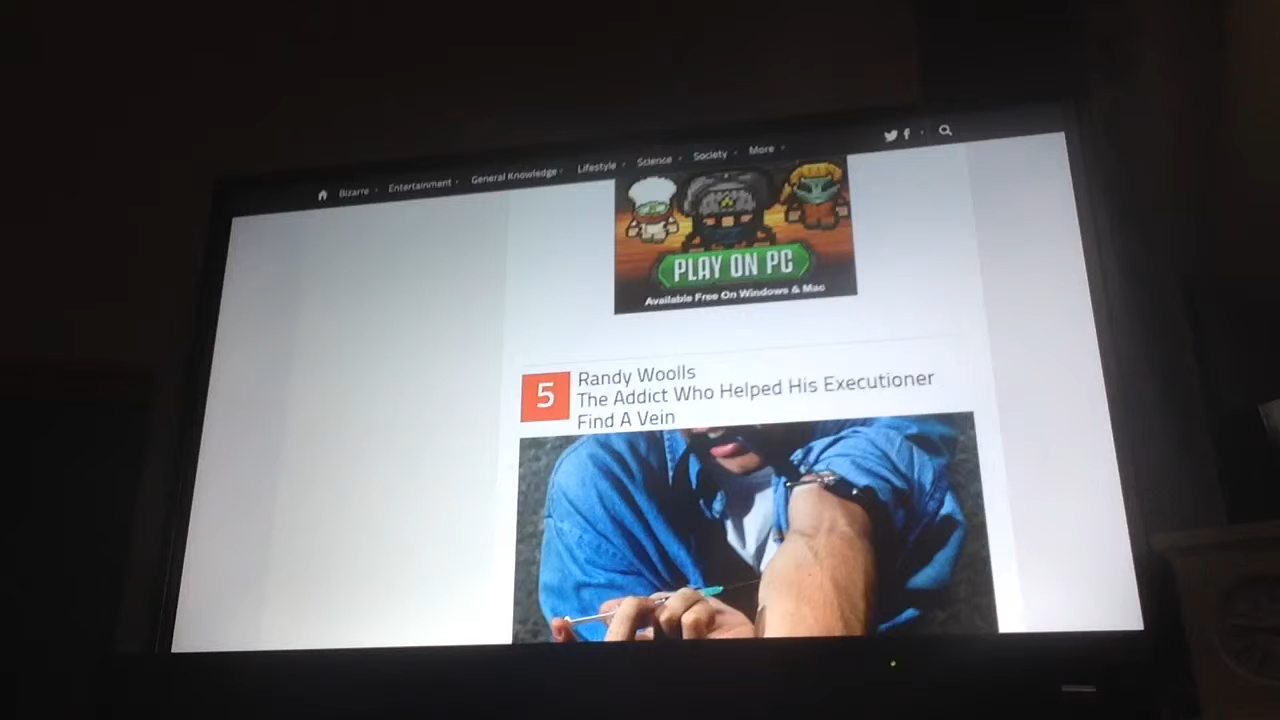 Bizarre Entertainment General Knowledge Lifestyle Science Society More
PLAY ON PC
Available Free On Windows & Mac
5
Randy Woolls
The Addict Who Helped His Executioner
Find A Vein